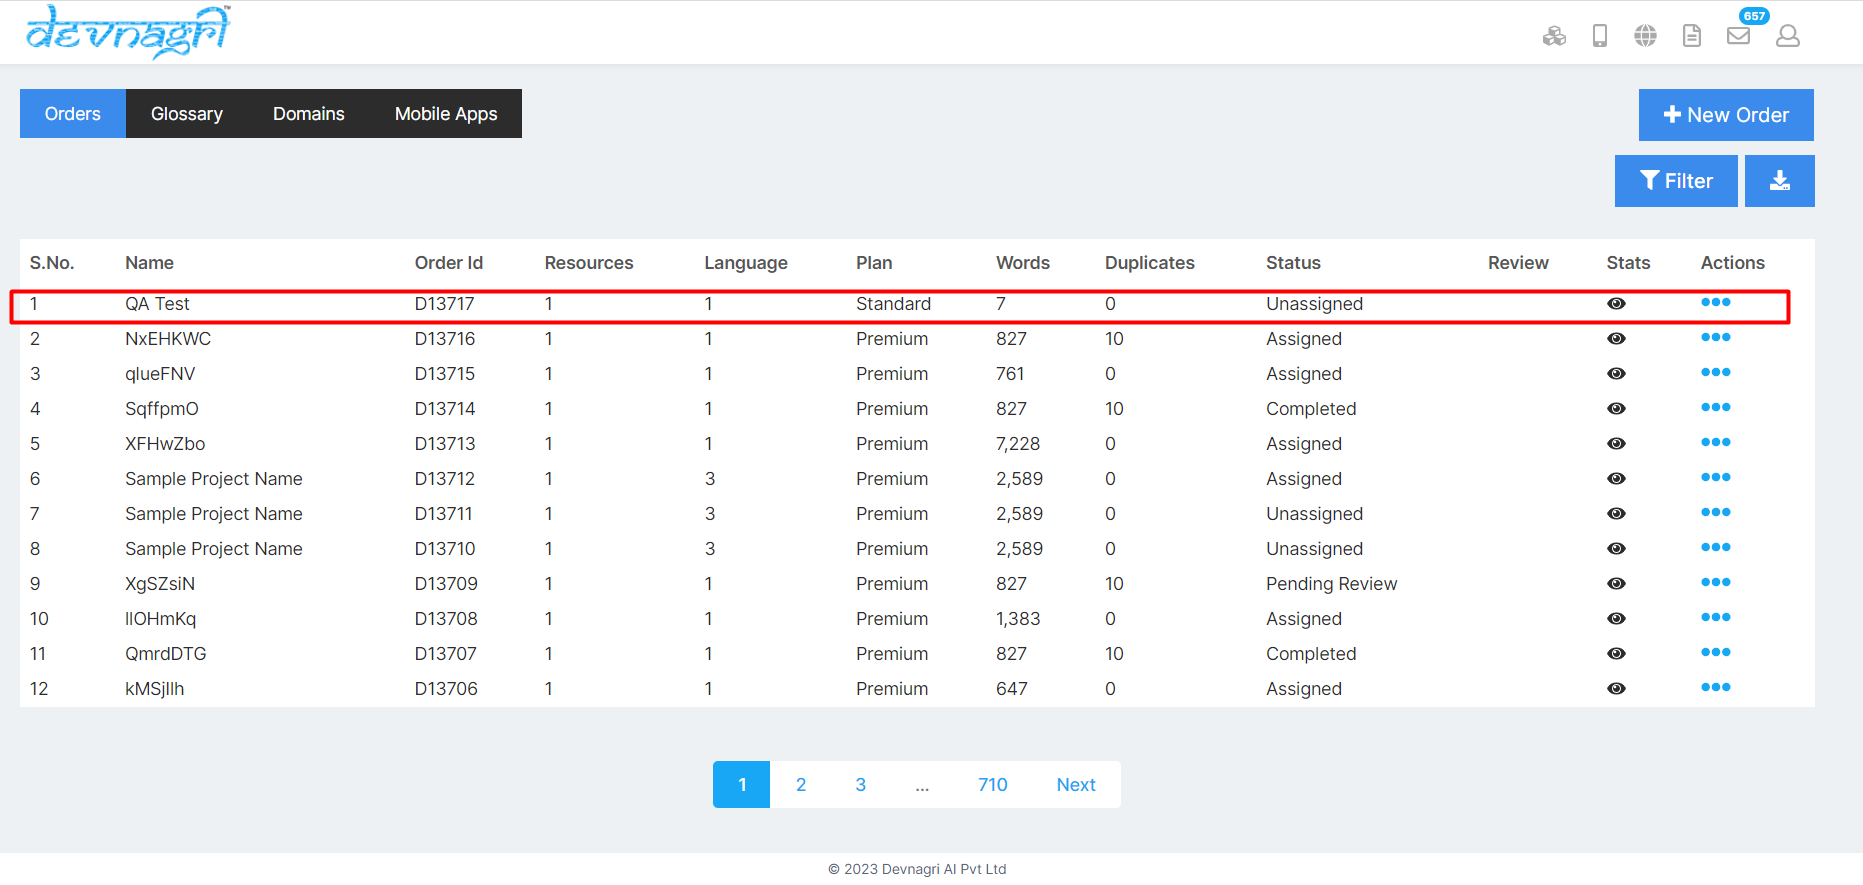 devnagri™
657
Orders Glossary Domains Mobile Apps
New Order
Filter
S.No. Name Order Id Resources Language Plan Words Duplicates Status Review Stats Actions
1 QA Test D13717 1 1 Standard 7 0 Unassigned
2 NxEHKWC D13716 1 1 Premium 827 10 Assigned
3 qlueFNV D13715 1 1 Premium 761 0 Assigned
4 SqffpmO D13714 1 1 Premium 827 10 Completed
5 XFHwZbo D13713 1 1 Premium 7,228 0 Assigned
6 Sample Project Name D13712 1 3 Premium 2,589 0 Assigned
7 Sample Project Name D13711 1 3 Premium 2,589 0 Unassigned
8 Sample Project Name D13710 1 3 Premium 2,589 0 Unassigned
9 XgSZsiN D13709 1 1 Premium 827 10 Pending Review
10 llOHmKq D13708 1 1 Premium 1,383 0 Assigned
11 QmrdDTG D13707 1 1 Premium 827 10 Completed
12 kMSjIlh D13706 1 1 Premium 647 0 Assigned
1 2 3 ... 710 Next
© 2023 Devnagri AI Pvt Ltd